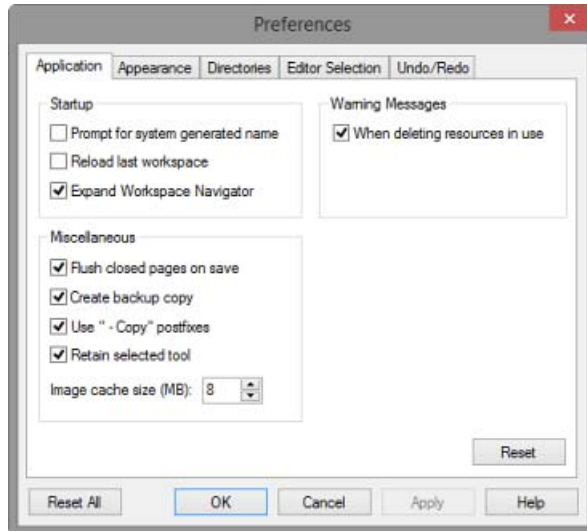 Preferences
Application Appearance Directories Editor Selection Undo/Redo
Startup
Prompt for system generated name
Reload last workspace
Expand Workspace Navigator
Warning Messages
When deleting resources in use
Miscellaneous
Flush closed pages on save
Create backup copy
Use " - Copy" postfixes
Retain selected tool
Image cache size (MB): 8
Reset
Reset All OK Cancel Apply Help